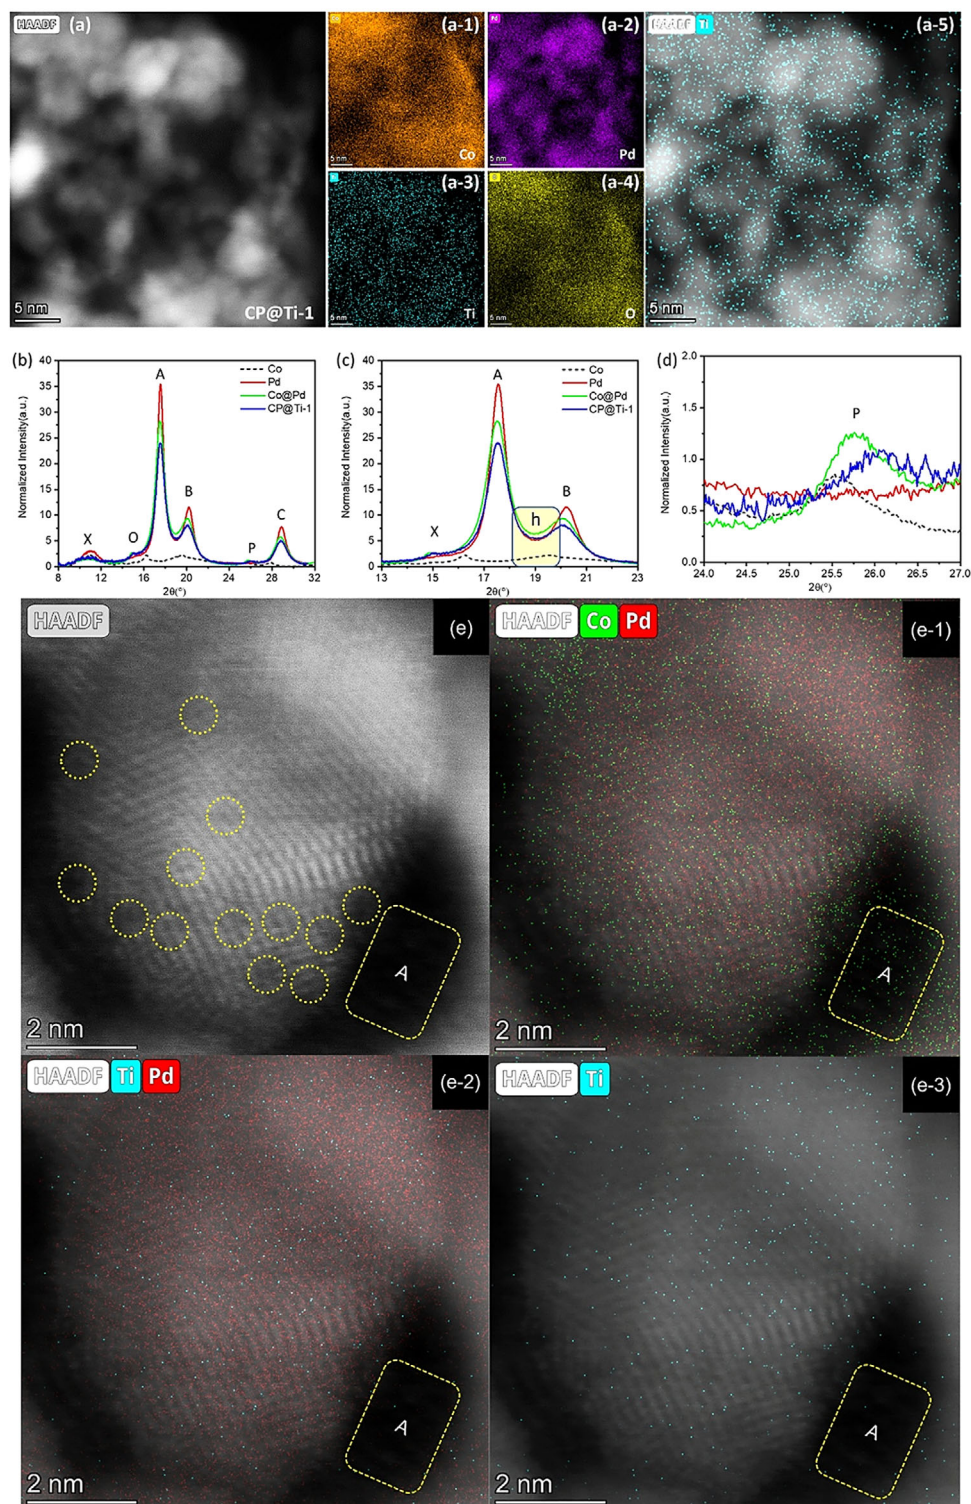 HAADF (a)
5 nm CP@Ti-1
(a-1)
5 nm Co
Pd (a-2)
5 nm Pd
(a-3)
5 nm Ti
(a-4)
5 nm O
HAADF Ti (a-5)
5 nm
(b)
Normalized Intensity(a.u.)
40
35
30
25
20
15
10
5
0
8 12 16 20 24 28 32
2θ(°)
A
B
C
X
O
P
Co
Pd
Co@Pd
CP@Ti-1
(c)
Normalized Intensity(a.u.)
40
35
30
25
20
15
10
5
0
13 15 17 19 21 23
2θ(°)
A
B
X
h
Co
Pd
Co@Pd
CP@Ti-1
(d)
Normalized Intensity(a.u.)
2.0
1.5
1.0
0.5
0.0
24.0 24.5 25.0 25.5 26.0 26.5 27.0
2θ(°)
P
HAADF (e)
A
2 nm
HAADF Co Pd (e-1)
A
2 nm
HAADF Ti Pd (e-2)
A
2 nm
HAADF Ti (e-3)
A
2 nm